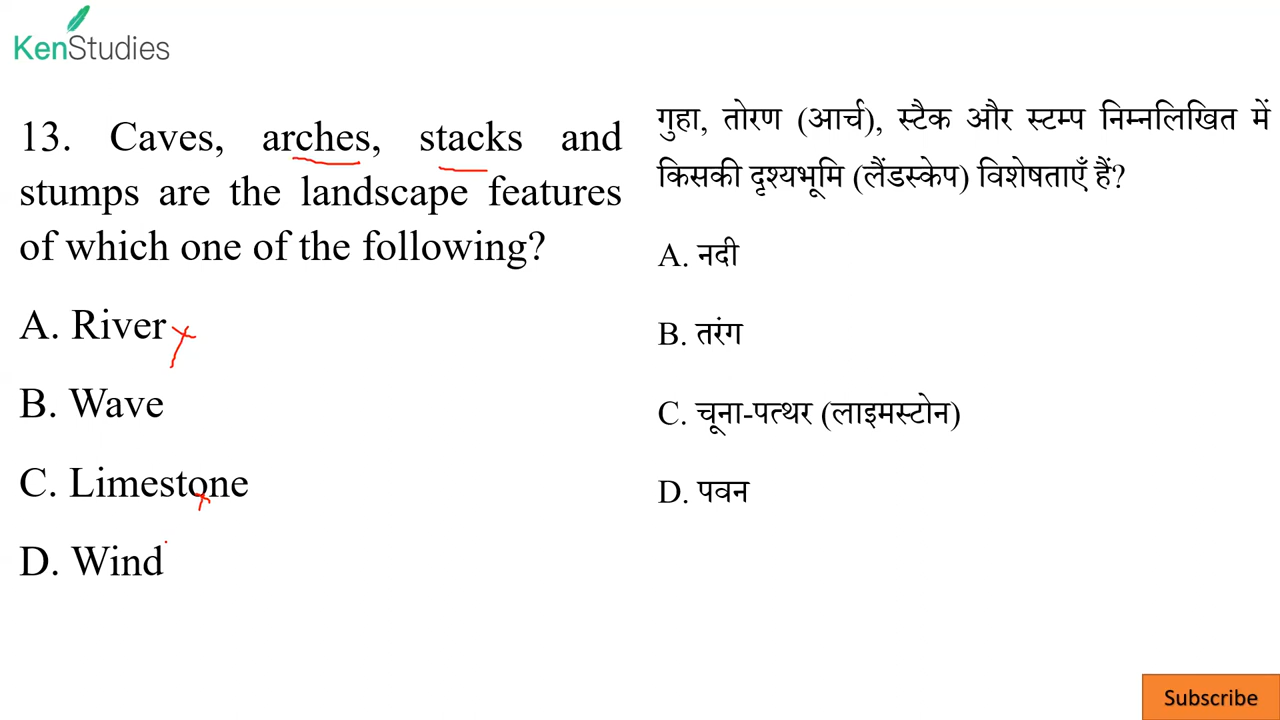 KenStudies
13. Caves, arches, stacks and
stumps are the landscape features
of which one of the following?
A. River
B. Wave
C. Limestone
D. Wind
गुहा, तोरण (आर्च), स्टैक और स्टम्प निम्नलिखित में
किसकी दृश्यभूमि (लैंडस्केप) विशेषताएँ हैं?
A. नदी
B. तरंग
C. चूना-पत्थर (लाइमस्टोन)
D. पवन
Subscribe